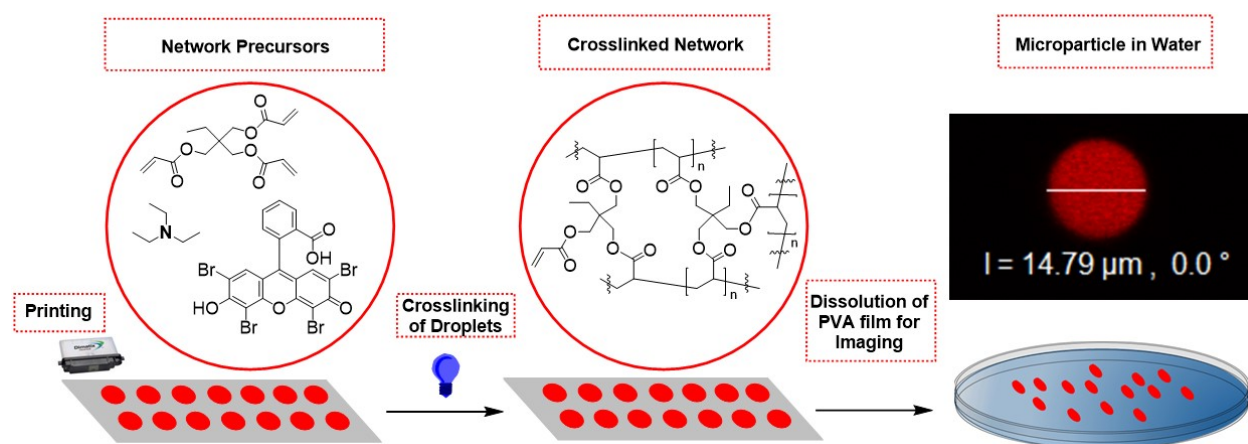 Network Precursors
Crosslinked Network
Microparticle in Water
O
O
O
O
O
O
N
O
OH
Br
Br
HO
O
O
Br
Br
n
O
O
O
O
O
O
O
O
O
O
O
O
n
n
l = 14.79 µm , 0.0 °
Printing
Crosslinking
of Droplets
Dissolution of
PVA film for
Imaging